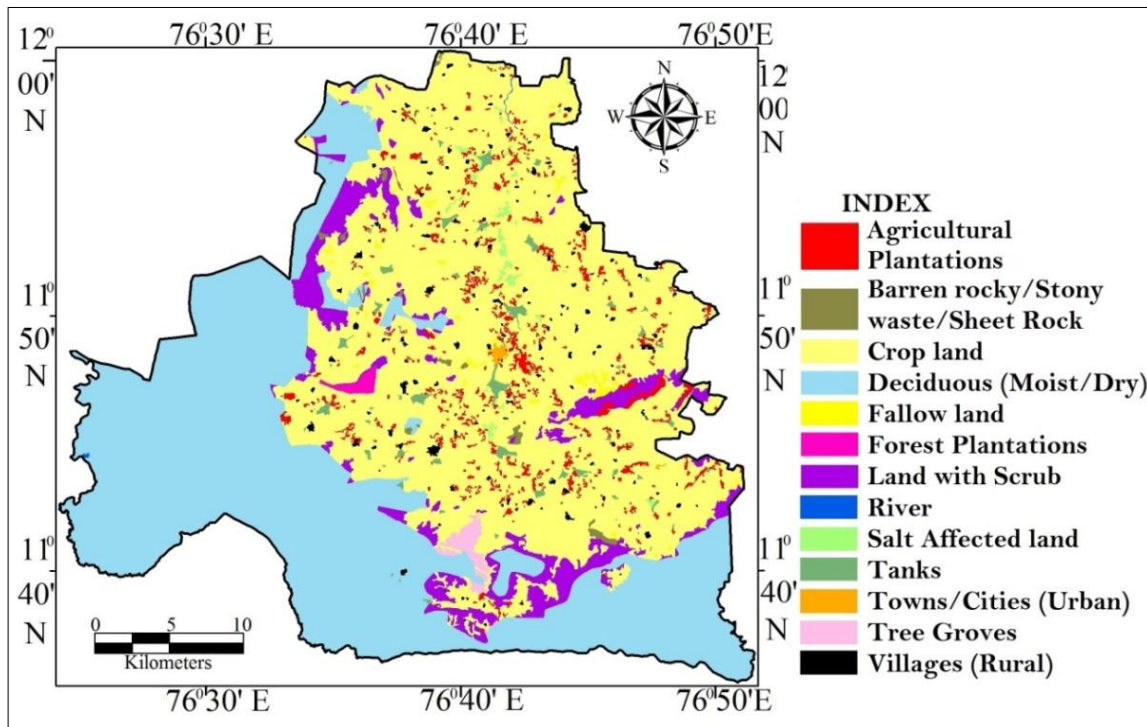 76⁰30' E 76⁰40' E 76⁰50' E
12⁰
00'
N
12⁰
00'
N
N
W E
S
INDEX
Agricultural
Plantations
Barren rocky/Stony
waste/Sheet Rock
Crop land
Deciduous (Moist/Dry)
Fallow land
Forest Plantations
Land with Scrub
River
Salt Affected land
Tanks
Towns/Cities (Urban)
Tree Groves
Villages (Rural)
11⁰
50'
N
11⁰
50'
N
11⁰
40'
N
11⁰
40'
N
0 5 10
Kilometers
76⁰30' E 76⁰40' E 76⁰50' E